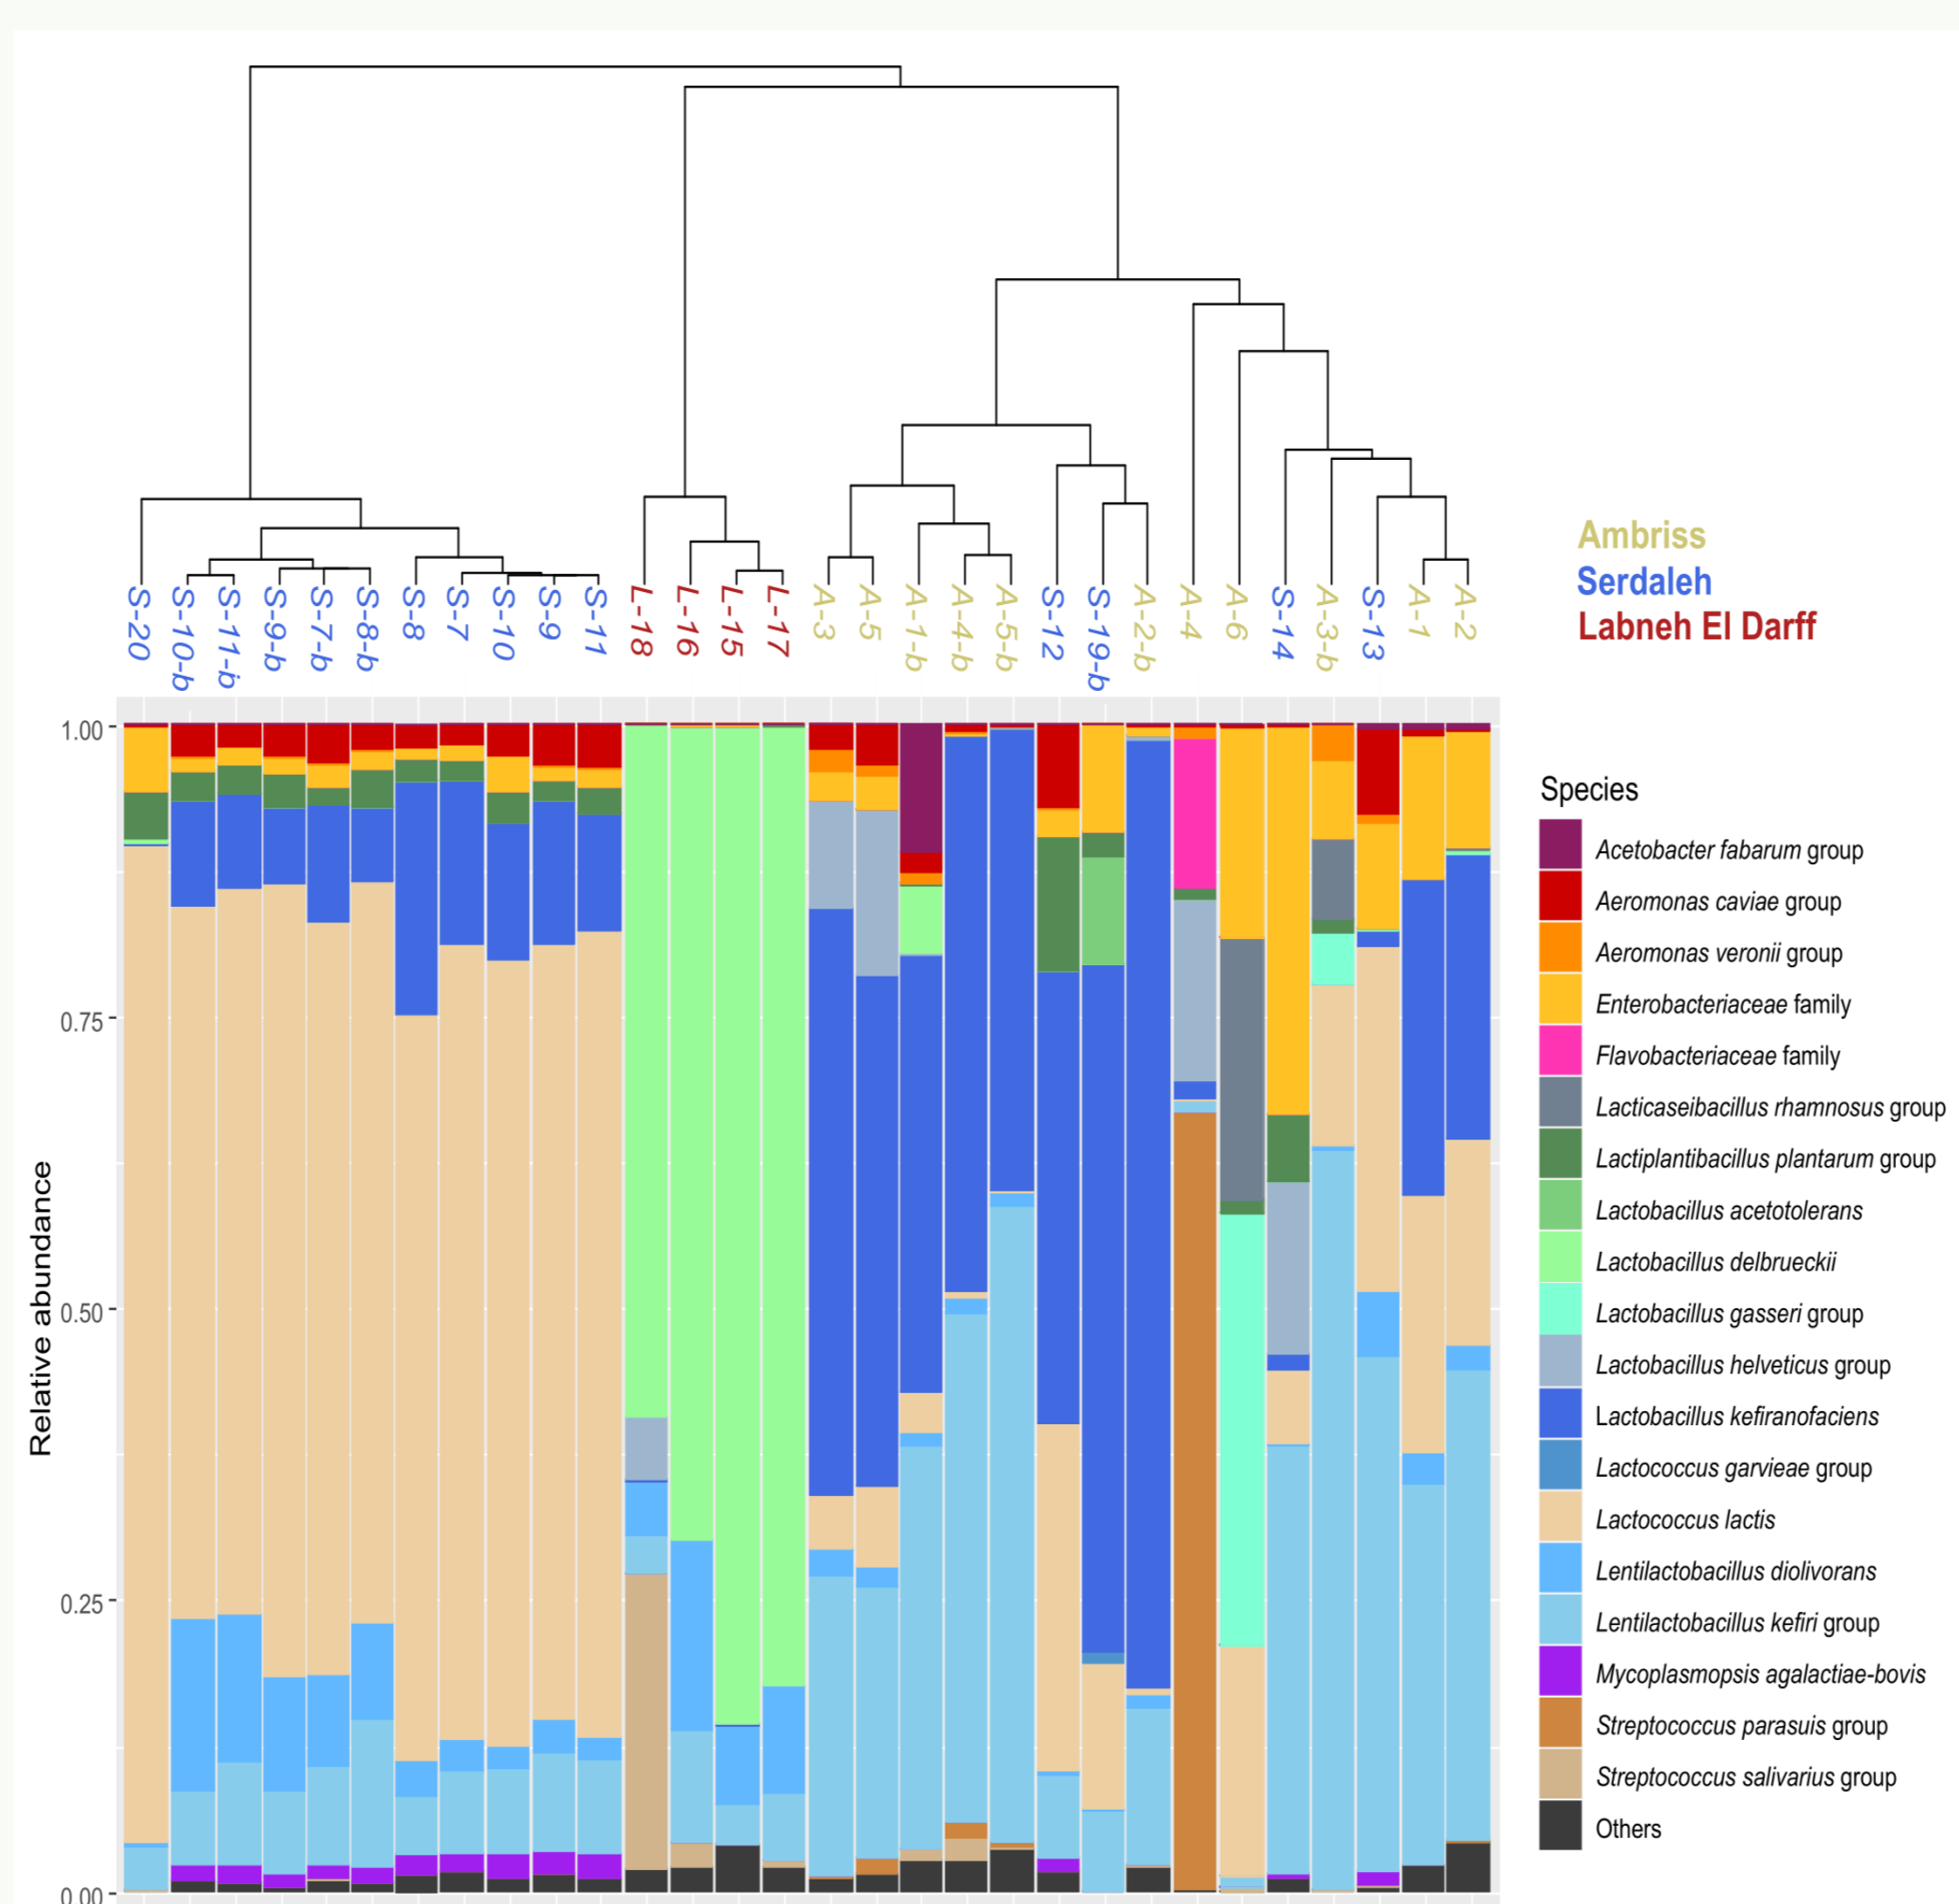 S-20
S-10-b
S-11-b
S-9-b
S-7-b
S-8-b
S-8
S-7
S-10
S-9
S-11
L-18
L-16
L-15
L-17
A-3
A-5
A-1-b
A-4-b
A-5-b
S-12
S-19-b
A-2-b
A-4
A-6
S-14
A-3-b
S-13
A-1
A-2
Ambriss
Serdaleh
Labneh El Darff
Relative abundance
1.00
0.75
0.50
0.25
0.00
Species
Acetobacter fabarum group
Aeromonas caviae group
Aeromonas veronii group
Enterobacteriaceae family
Flavobacteriaceae family
Lacticaseibacillus rhamnosus group
Lactiplantibacillus plantarum group
Lactobacillus acetotolerans
Lactobacillus delbrueckii
Lactobacillus gasseri group
Lactobacillus helveticus group
Lactobacillus kefiranofaciens
Lactococcus garvieae group
Lactococcus lactis
Lentilactobacillus diolivorans
Lentilactobacillus kefiri group
Mycoplasmopsis agalactiae-bovis
Streptococcus parasuis group
Streptococcus salivarius group
Others